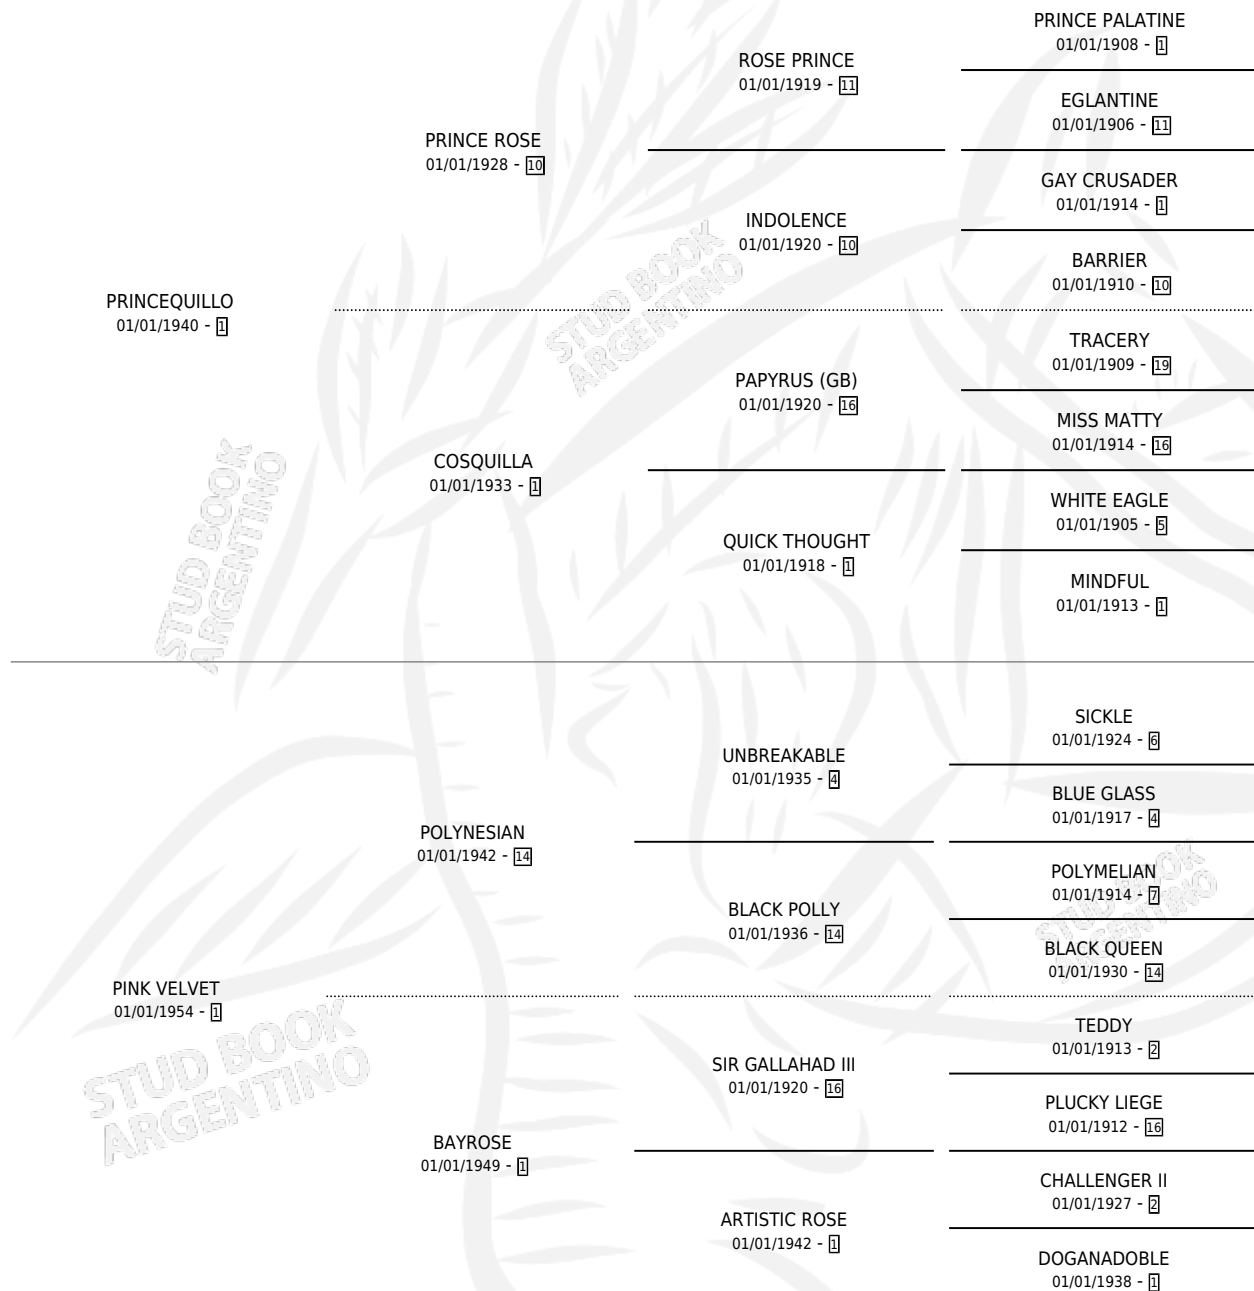 PRINCE PALATINE
01/01/1908 - 1
ROSE PRINCE
01/01/1919 - 11
EGLANTINE
01/01/1906 - 11
PRINCE ROSE
01/01/1928 - 10
GAY CRUSADER
01/01/1914 - 1
INDOLENCE
01/01/1920 - 10
BARRIER
01/01/1910 - 10
PRINCEQUILLO
01/01/1940 - 1
STUD BOOK
ARGENTINO
TRACERY
01/01/1909 - 19
PAPYRUS (GB)
01/01/1920 - 16
MISS MATTY
01/01/1914 - 16
COSQUILLA
01/01/1933 - 1
WHITE EAGLE
01/01/1905 - 5
QUICK THOUGHT
01/01/1918 - 1
MINDFUL
01/01/1913 - 1
STUD BOOK
ARGENTINO
SICKLE
01/01/1924 - 6
UNBREAKABLE
01/01/1935 - 4
BLUE GLASS
01/01/1917 - 4
POLYNESIAN
01/01/1942 - 14
POLYMELIAN
01/01/1914 - 7
BLACK POLLY
01/01/1936 - 14
BLACK QUEEN
01/01/1930 - 14
STUD BOOK
ARGENTINO
PINK VELVET
01/01/1954 - 1
STUD BOOK
ARGENTINO
TEDDY
01/01/1913 - 2
SIR GALLAHAD III
01/01/1920 - 16
PLUCKY LIEGE
01/01/1912 - 16
BAYROSE
01/01/1949 - 1
CHALLENGER II
01/01/1927 - 2
ARTISTIC ROSE
01/01/1942 - 1
DOGANADOBLE
01/01/1938 - 1